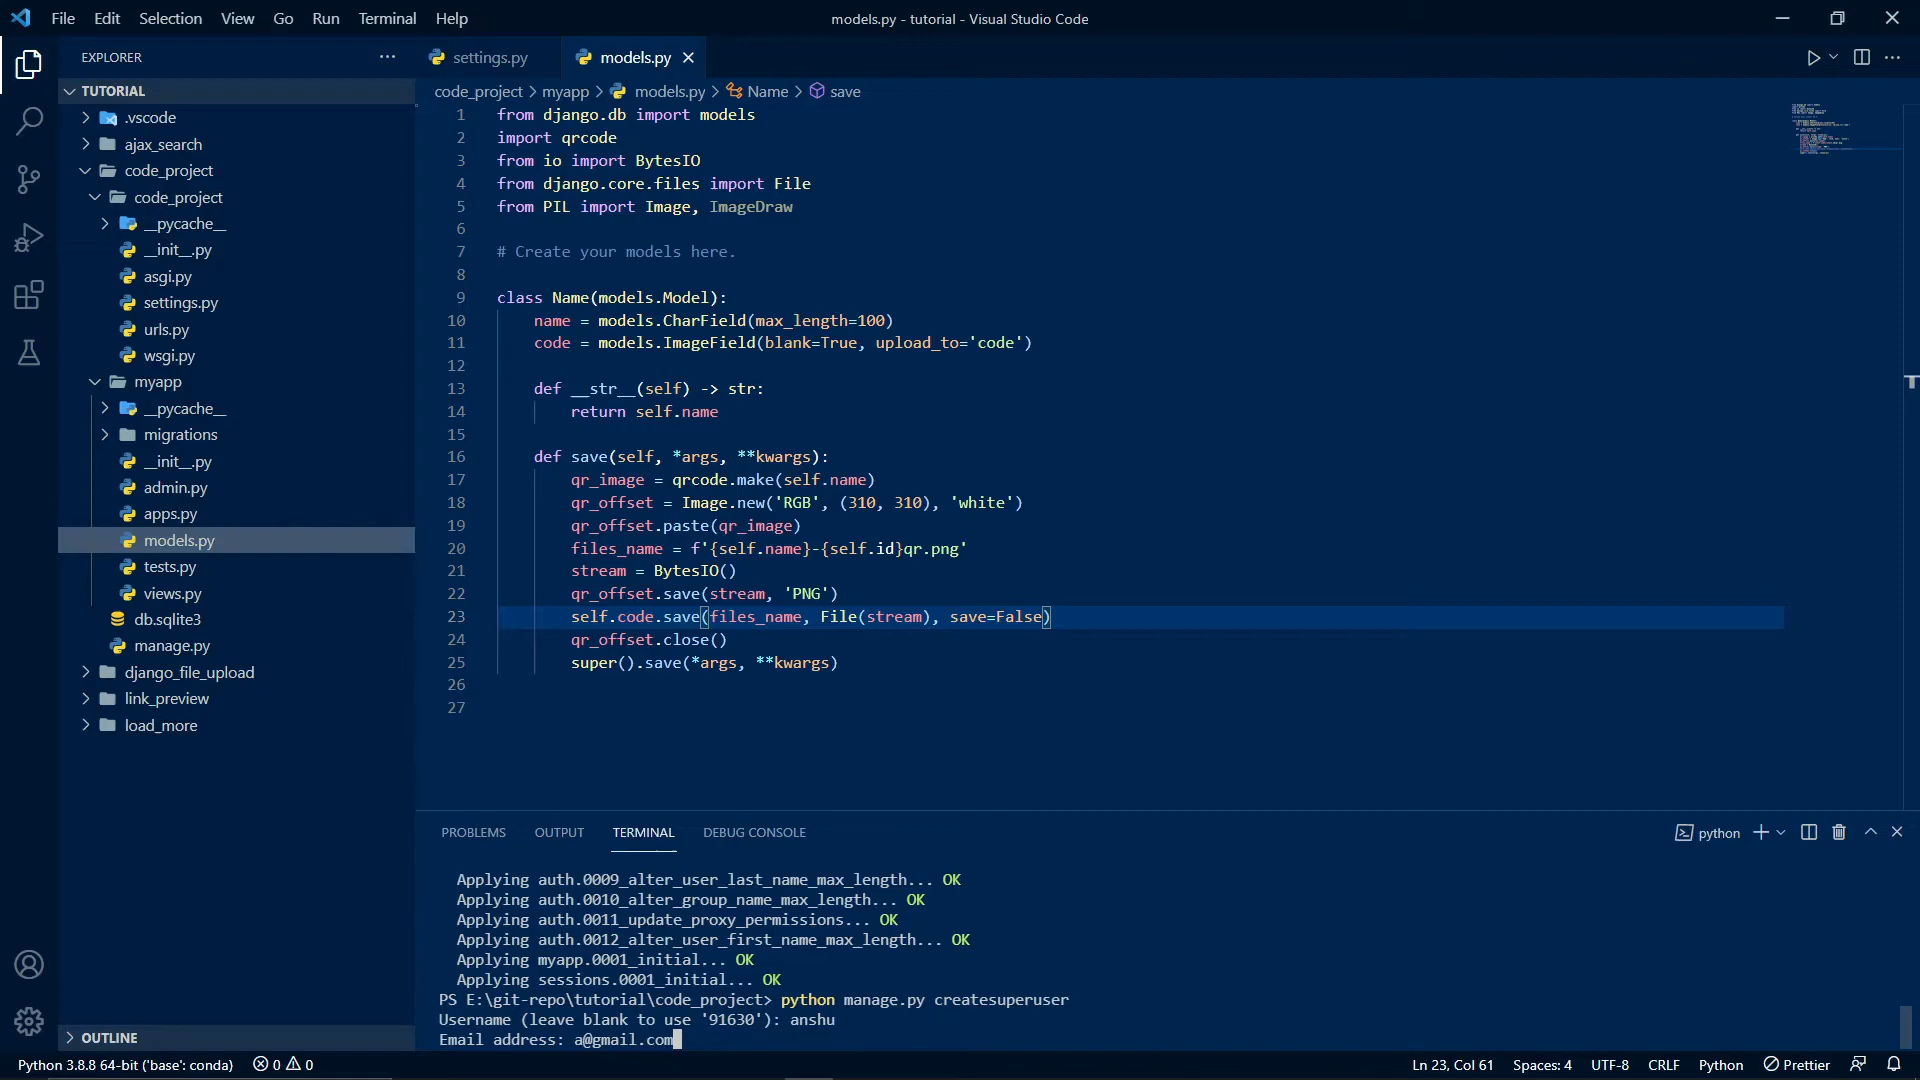 File Edit Selection View Go Run Terminal Help
models.py - tutorial - Visual Studio Code
EXPLORER
TUTORIAL
.vscode
ajax_search
code_project
code_project
__pycache__
__init__.py
asgi.py
settings.py
urls.py
wsgi.py
myapp
__pycache__
migrations
__init__.py
admin.py
apps.py
models.py
tests.py
views.py
db.sqlite3
manage.py
django_file_upload
link_preview
load_more
OUTLINE
settings.py models.py
code_project > myapp > models.py > Name > save
1 from django.db import models
2 import qrcode
3 from io import BytesIO
4 from django.core.files import File
5 from PIL import Image, ImageDraw
6
7 # Create your models here.
8
9 class Name(models.Model):
10 name = models.CharField(max_length=100)
11 code = models.ImageField(blank=True, upload_to='code')
12
13 def __str__(self) -> str:
14 return self.name
15
16 def save(self, *args, **kwargs):
17 qr_image = qrcode.make(self.name)
18 qr_offset = Image.new('RGB', (310, 310), 'white')
19 qr_offset.paste(qr_image)
20 files_name = f'{self.name}-{self.id}qr.png'
21 stream = BytesIO()
22 qr_offset.save(stream, 'PNG')
23 self.code.save(files_name, File(stream), save=False)
24 qr_offset.close()
25 super().save(*args, **kwargs)
26
27
PROBLEMS OUTPUT TERMINAL DEBUG CONSOLE
python
Applying auth.0009_alter_user_last_name_max_length... OK
Applying auth.0010_alter_group_name_max_length... OK
Applying auth.0011_update_proxy_permissions... OK
Applying auth.0012_alter_user_first_name_max_length... OK
Applying myapp.0001_initial... OK
Applying sessions.0001_initial... OK
PS E:\git-repo\tutorial\code_project> python manage.py createsuperuser
Username (leave blank to use '91630'): anshu
Email address: a@gmail.com
Python 3.8.8 64-bit ('base': conda) 0 0
Ln 23, Col 61 Spaces: 4 UTF-8 CRLF Python Prettier